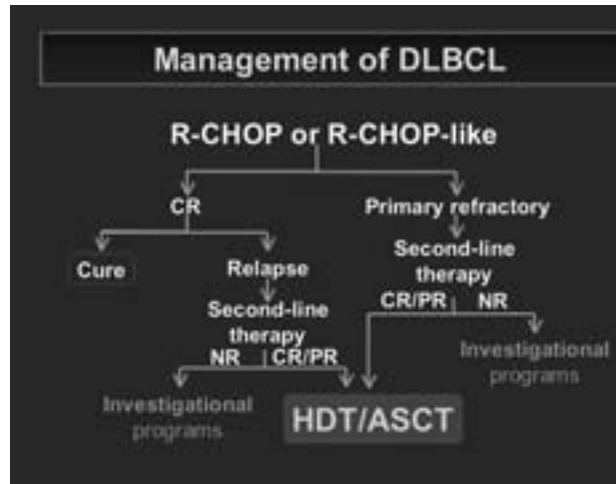 Management of DLBCL
R-CHOP or R-CHOP-like
CR
Primary refractory
Cure
Relapse
Second-line
therapy
CR/PR
NR
Second-line
therapy
NR
CR/PR
Investigational
programs
Investigational
programs
HDT/ASCT